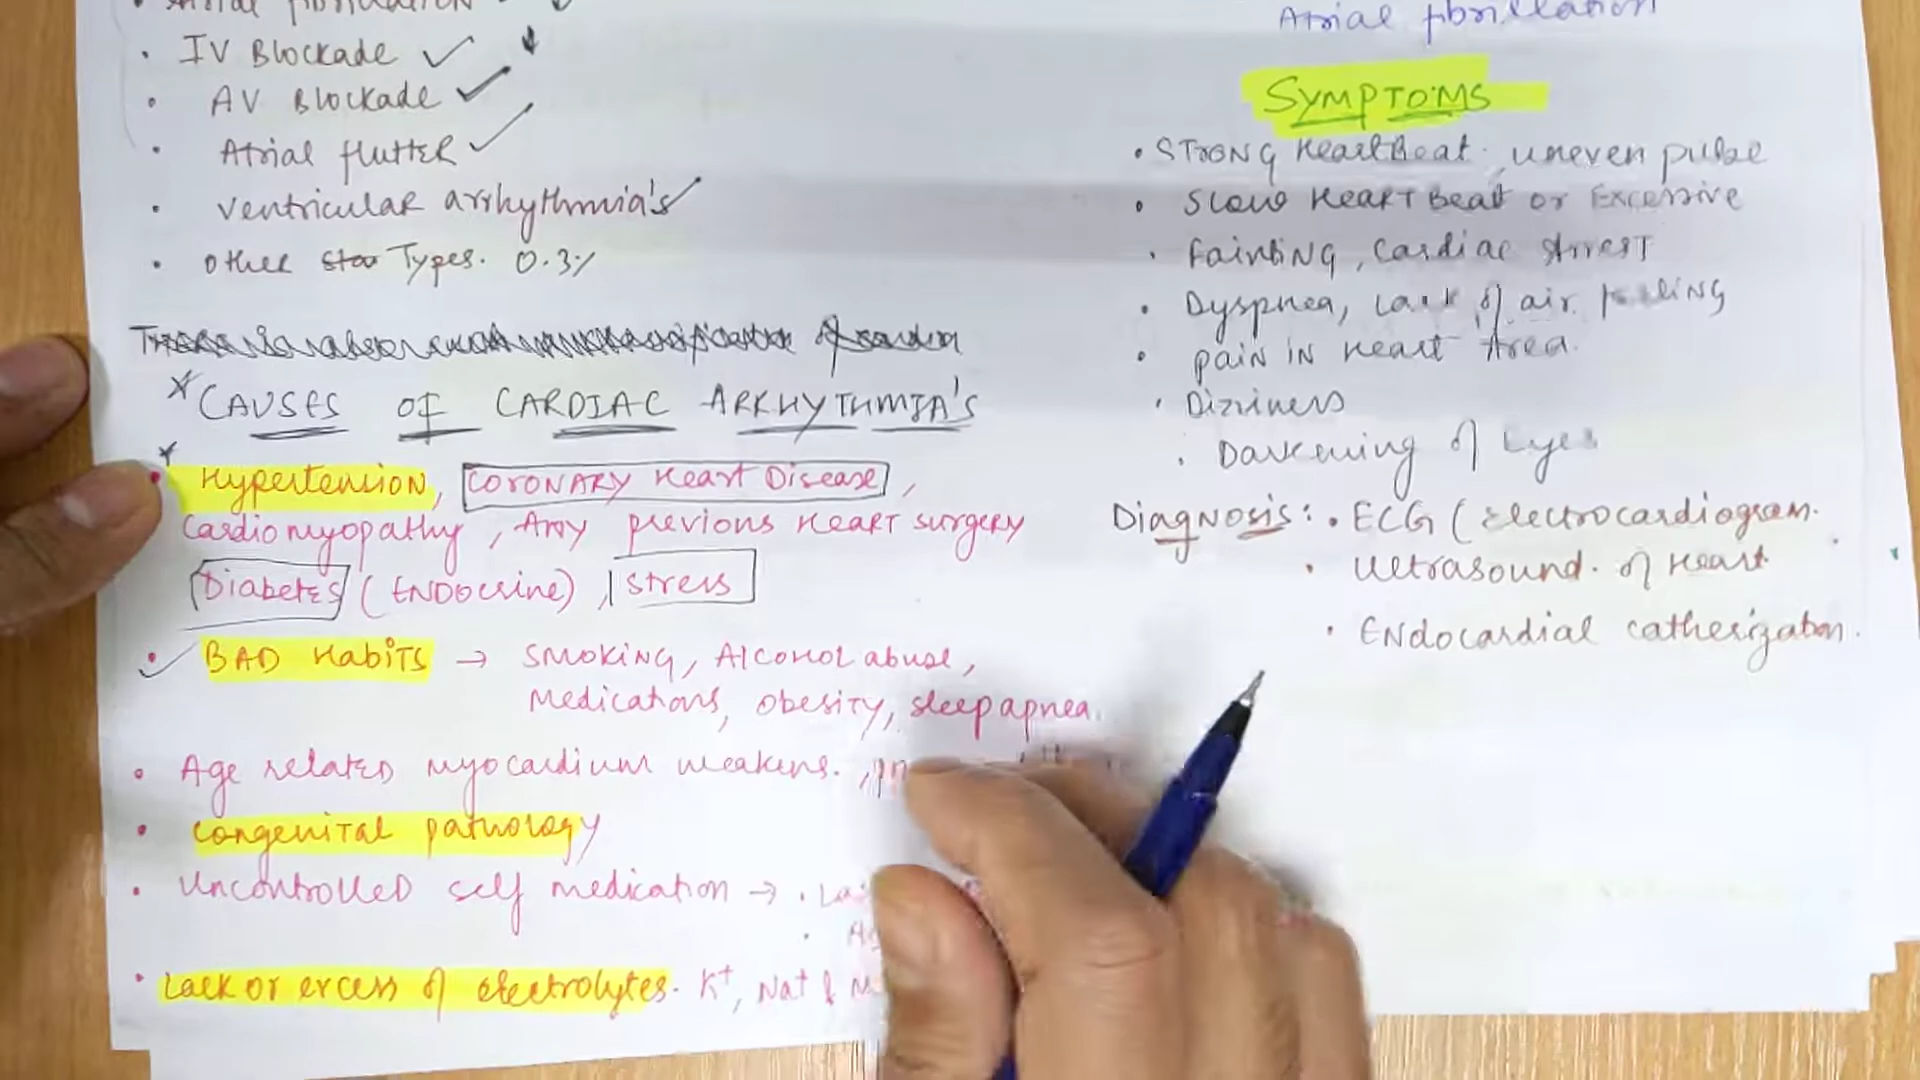 IV Blockade
AV Blockade
Atrial flutter
ventricular arrhythmia's
other Types. 0.3%
CAUSES OF CARDIAC ARRHYTHMIA'S
Hypertension, CORONARY Heart Disease,
Cardiomyopathy, Any previous Heart surgery
Diabetes (Endocrine), Stress
BAD HabiTs → SMOKING, Alcohol abuse,
Medications, Obesity, sleep apnea.
Age related myocardium weakens.
congenital pathology
Uncontrolled self medication →
Lack or excess of electrolytes. K+, Na+ &
Atrial fibrillation
SYMPTOMS
STRONG HeartBeat, uneven pulse
Slow HEART Beat or Excessive
Fainting, Cardiac Arrest
Dyspnea, lack of air feeling
pain in Heart Area.
Dizziness
Darkening of Eyes
Diagnosis: • ECG (Electrocardiogram.
Ultrasound. of Heart
ENdocardial catherization.